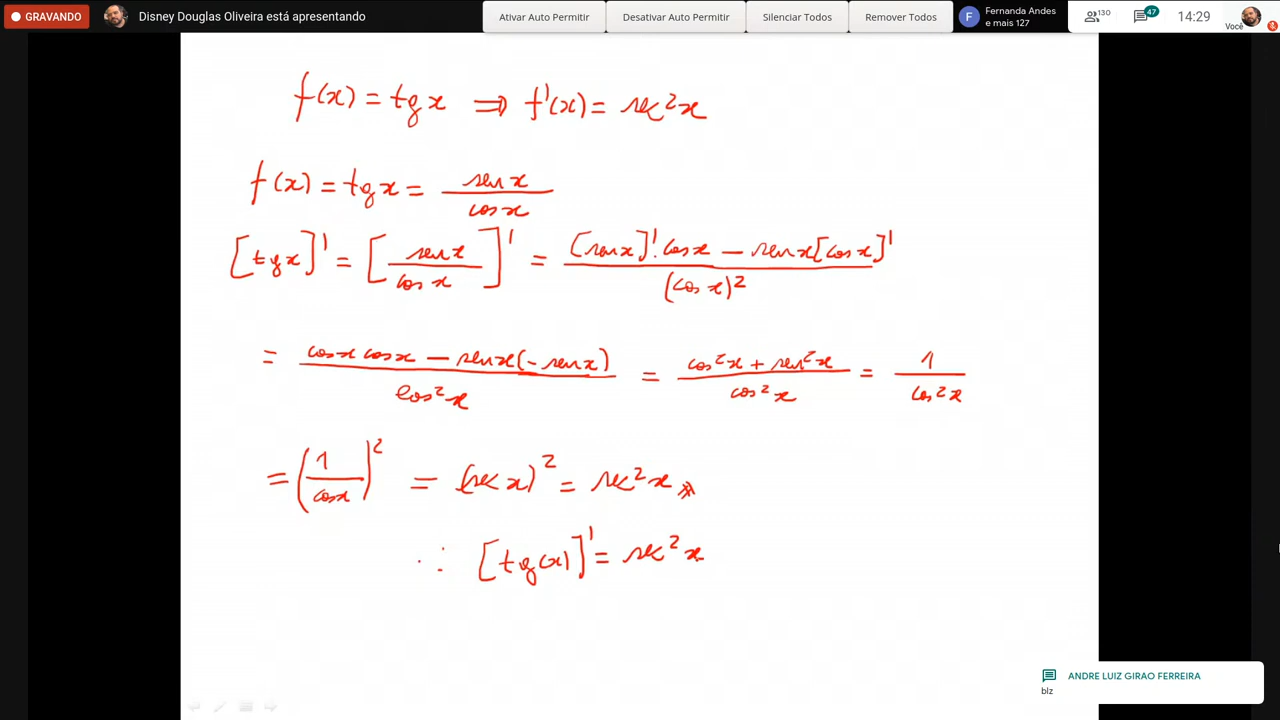 GRAVANDO Disney Douglas Oliveira está apresentando Ativar Auto Permitir Desativar Auto Permitir Silenciar Todos Remover Todos F Fernanda Andes e mais 127 130 47 14:29 Você
f(x) = tg x ⟹ f'(x) = sec²x
f(x) = tg x = sen x / cos x
[tg x]' = [sen x / cos x]' = ([sen x]'. cos x − sen x [cos x]') / (cos x)²
= (cos x cos x − sen x (− sen x)) / cos²x = (cos²x + sen²x) / cos²x = 1 / cos²x
= (1 / cos x)² = (sec x)² = sec²x
∴ [tg(x)]' = sec²x
ANDRE LUIZ GIRAO FERREIRA
blz